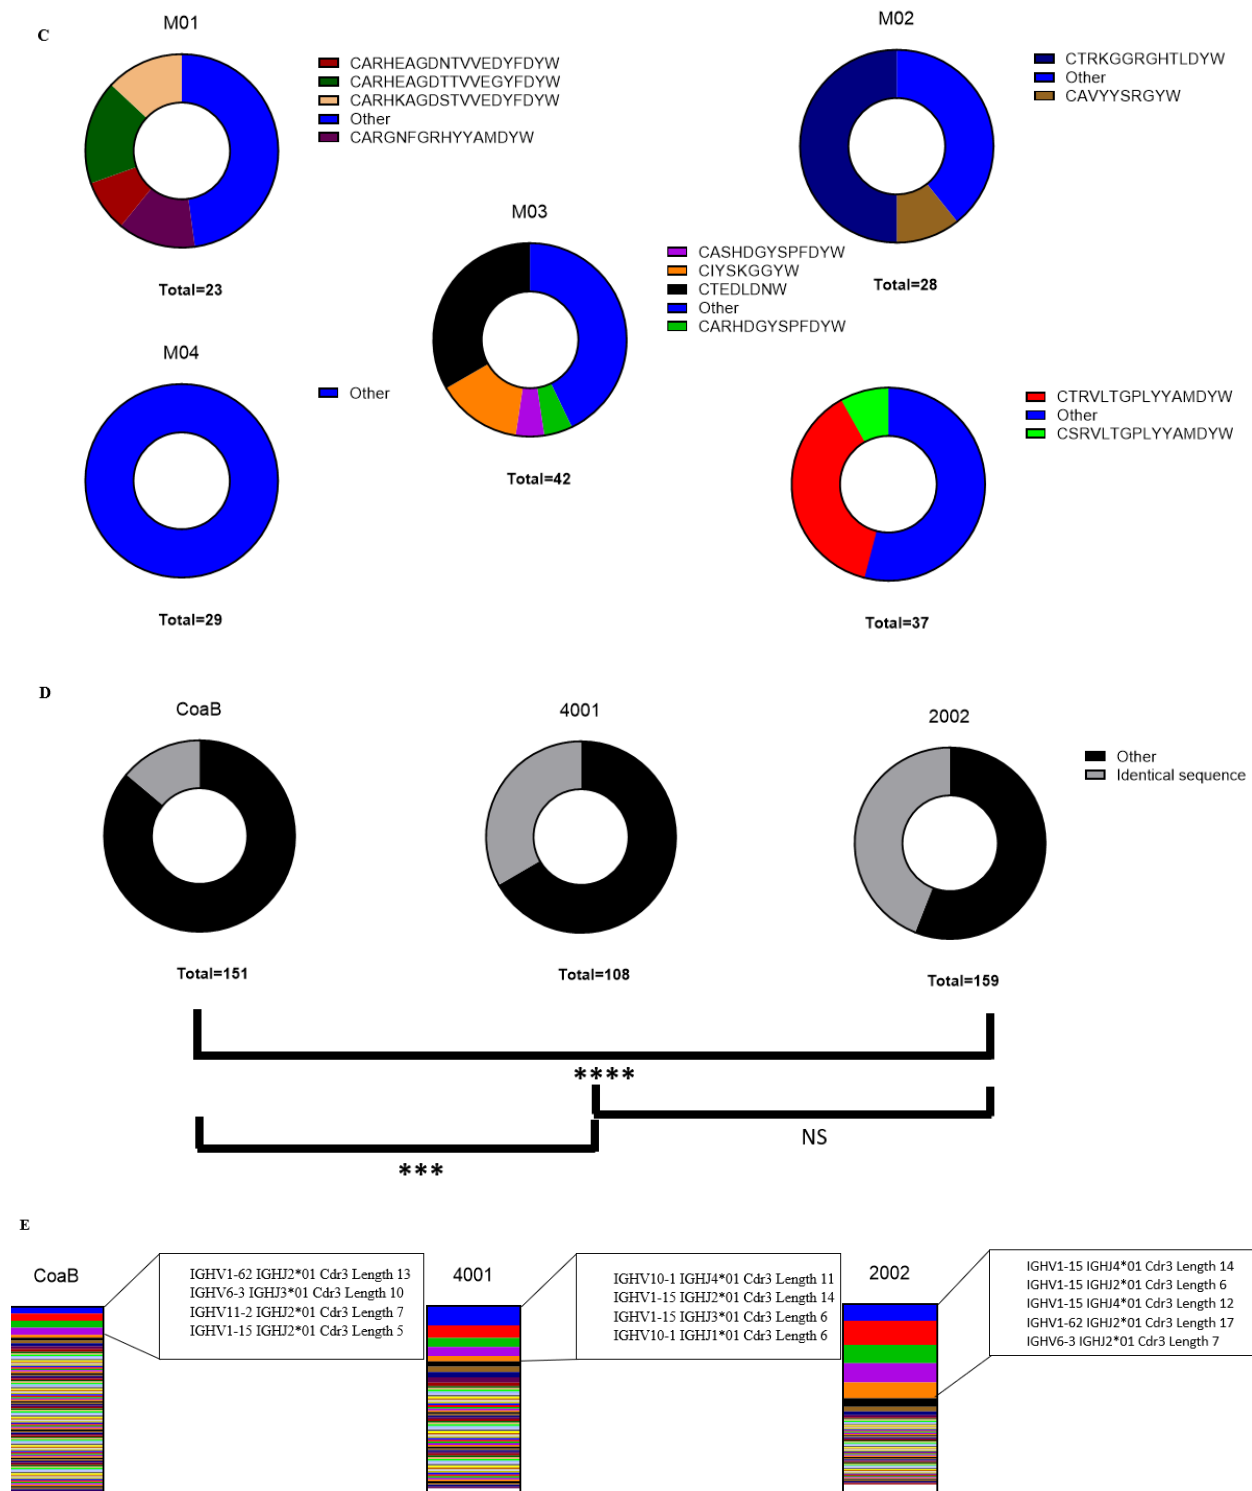 C
M01
CARHEAGDNTVVEDYFDYW
CARHEAGDTTVVEGYFDYW
CARHKAGDSTVVEDYFDYW
Other
CARGNFGRHYYAMDYW
Total=23
M02
CTRKGGRGHTLDYW
Other
CAVYYSRGYW
Total=28
M03
CASHDGYSPFDYW
CIYSKGGYW
CTEDLDNW
Other
CARHDGYSPFDYW
Total=42
M04
Other
Total=29
CTRVLTGPLYYAMDYW
Other
CSRVLTGPLYYAMDYW
Total=37
D
CoaB
4001
2002
Other
Identical sequence
Total=151
Total=108
Total=159
****
NS
***
E
CoaB
IGHV1-62 IGHJ2*01 Cdr3 Length 13
IGHV6-3 IGHJ3*01 Cdr3 Length 10
IGHV11-2 IGHJ2*01 Cdr3 Length 7
IGHV1-15 IGHJ2*01 Cdr3 Length 5
4001
IGHV10-1 IGHJ4*01 Cdr3 Length 11
IGHV1-15 IGHJ2*01 Cdr3 Length 14
IGHV1-15 IGHJ3*01 Cdr3 Length 6
IGHV10-1 IGHJ1*01 Cdr3 Length 6
2002
IGHV1-15 IGHJ4*01 Cdr3 Length 14
IGHV1-15 IGHJ2*01 Cdr3 Length 6
IGHV1-15 IGHJ4*01 Cdr3 Length 12
IGHV1-62 IGHJ2*01 Cdr3 Length 17
IGHV6-3 IGHJ2*01 Cdr3 Length 7